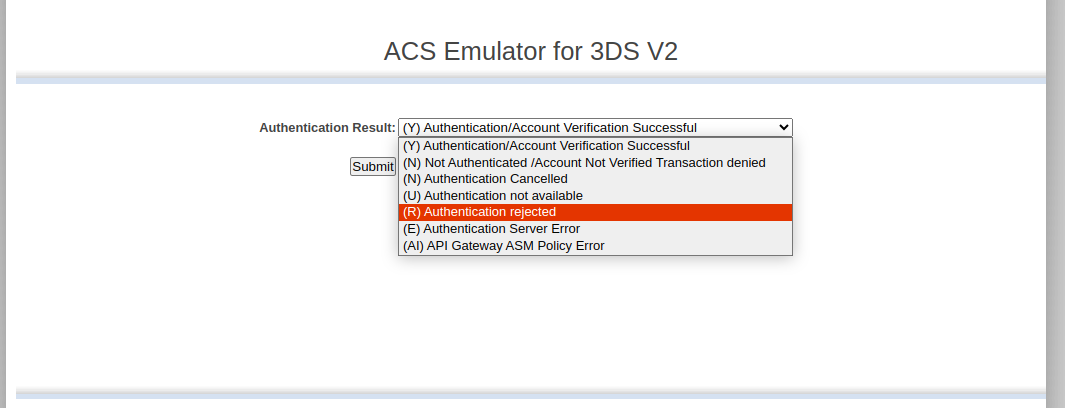 ACS Emulator for 3DS V2
Authentication Result: (Y) Authentication/Account Verification Successful
(Y) Authentication/Account Verification Successful
Submit (N) Not Authenticated /Account Not Verified Transaction denied
(N) Authentication Cancelled
(U) Authentication not available
(R) Authentication rejected
(E) Authentication Server Error
(AI) API Gateway ASM Policy Error